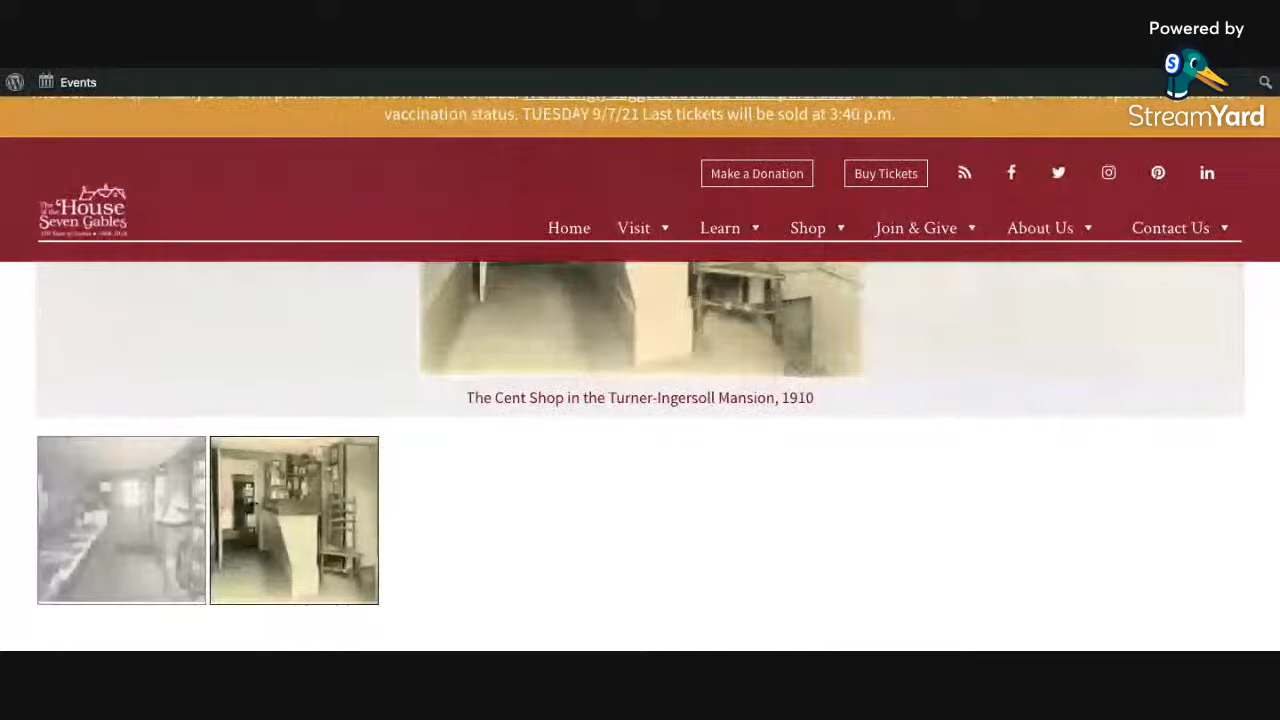 Powered by
StreamYard
Events
vaccination status. TUESDAY 9/7/21 Last tickets will be sold at 3:40 p.m.
Make a Donation
Buy Tickets
The House
of the
Seven Gables
Home
Visit
Learn
Shop
Join & Give
About Us
Contact Us
The Cent Shop in the Turner-Ingersoll Mansion, 1910